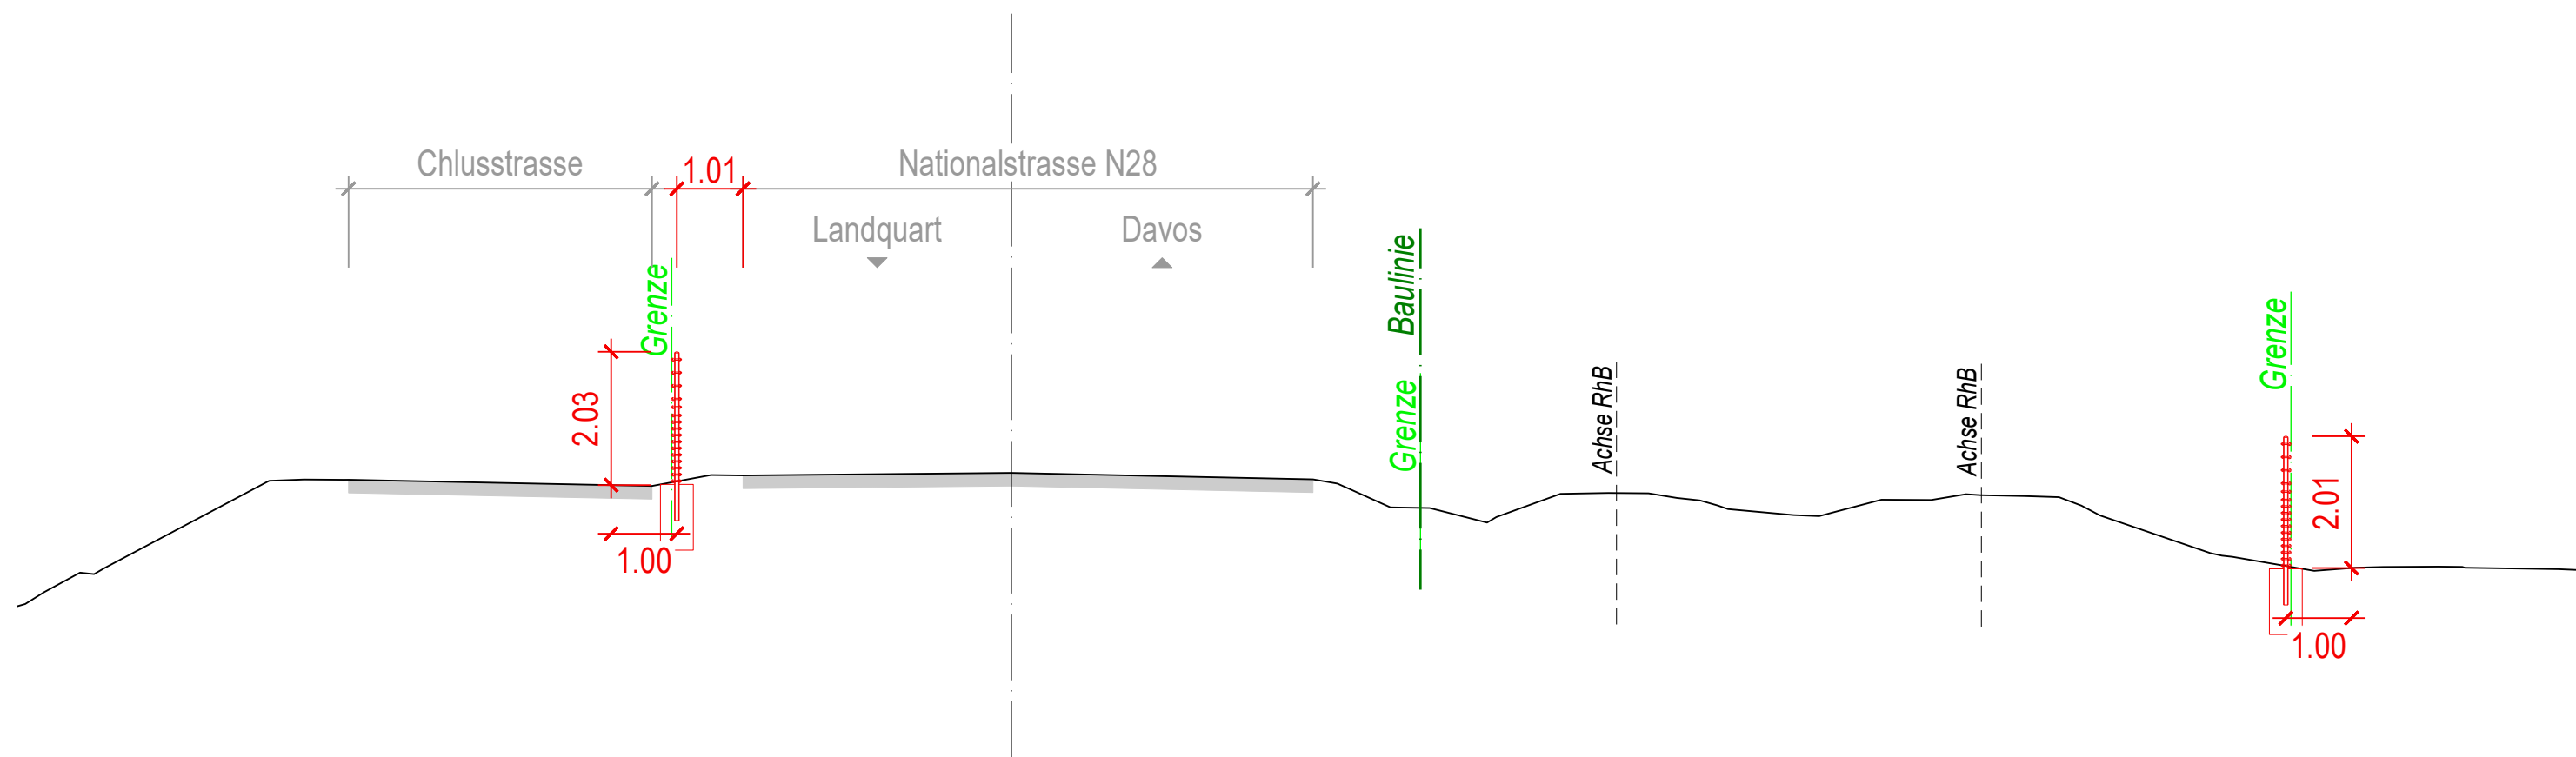 Chlusstrasse
1.01
Nationalstrasse N28
Landquart
Davos
Grenze
Baulinie
Grenze
Grenze
2.03
Achse RhB
Achse RhB
2.01
1.00
1.00